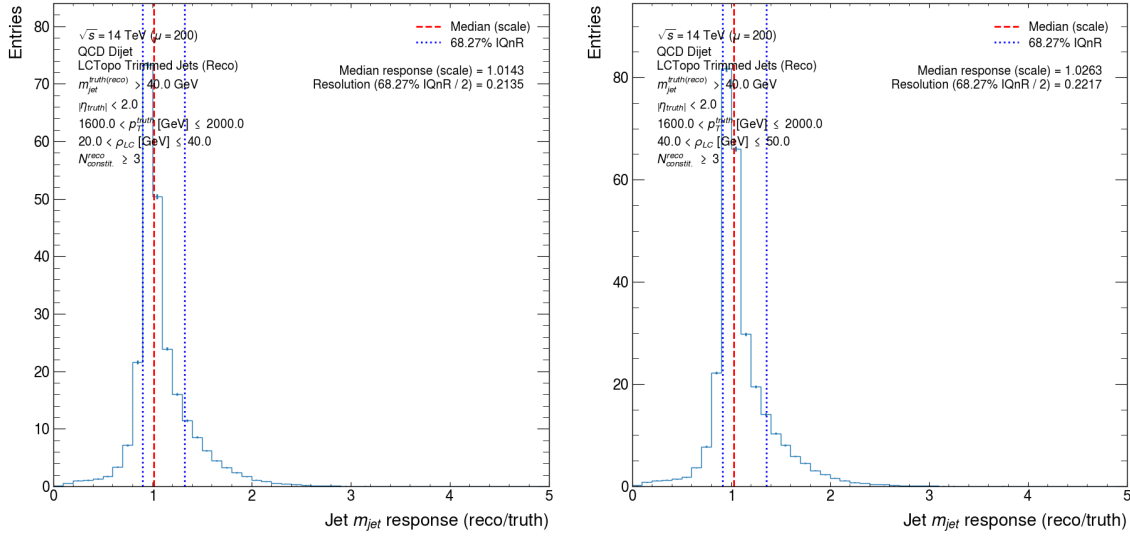 Entries
80
70
60
50
40
30
20
10
0
√s = 14 TeV (μ = 200)
QCD Dijet
LCTopo Trimmed Jets (Reco)
m_jet^truth(reco) > 40.0 GeV
|η_truth| < 2.0
1600.0 < p_T^truth [GeV] ≤ 2000.0
20.0 < ρ_LC [GeV] ≤ 40.0
N_constit.^reco ≥ 3
Median (scale)
68.27% IQnR
Median response (scale) = 1.0143
Resolution (68.27% IQnR / 2) = 0.2135
0 1 2 3 4 5
Jet m_jet response (reco/truth)
Entries
80
60
40
20
0
√s = 14 TeV (μ = 200)
QCD Dijet
LCTopo Trimmed Jets (Reco)
m_jet^truth(reco) > 40.0 GeV
|η_truth| < 2.0
1600.0 < p_T^truth [GeV] ≤ 2000.0
40.0 < ρ_LC [GeV] ≤ 50.0
N_constit.^reco ≥ 3
Median (scale)
68.27% IQnR
Median response (scale) = 1.0263
Resolution (68.27% IQnR / 2) = 0.2217
0 1 2 3 4 5
Jet m_jet response (reco/truth)